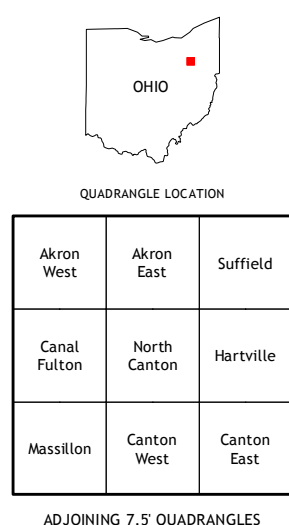 OHIO
QUADRANGLE LOCATION
Akron
West
Akron
East
Suffield
Canal
Fulton
North
Canton
Hartville
Massillon
Canton
West
Canton
East
ADJOINING 7.5' QUADRANGLES